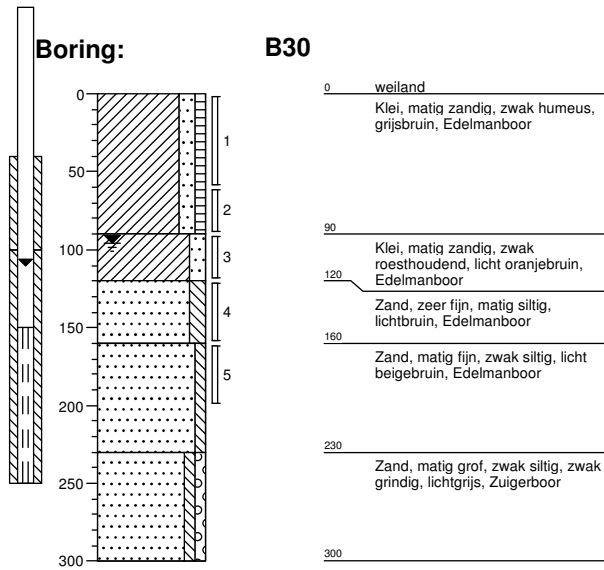 Boring: B30
0
50
100
150
200
250
300
1
2
3
4
5
0 weiland
Klei, matig zandig, zwak humeus,
grijsbruin, Edelmanboor
90
Klei, matig zandig, zwak
roesthoudend, licht oranjebruin,
Edelmanboor
120
Zand, zeer fijn, matig siltig,
lichtbruin, Edelmanboor
160
Zand, matig fijn, zwak siltig, licht
beigebruin, Edelmanboor
230
Zand, matig grof, zwak siltig, zwak
grindig, lichtgrijs, Zuigerboor
300